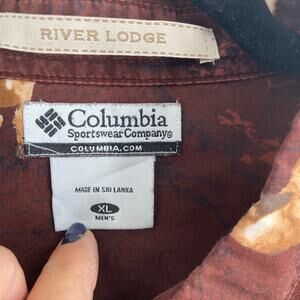 RIVER LODGE
Columbia
Sportswear Company®
COLUMBIA.COM
MADE IN SRI LANKA
XL
MEN'S